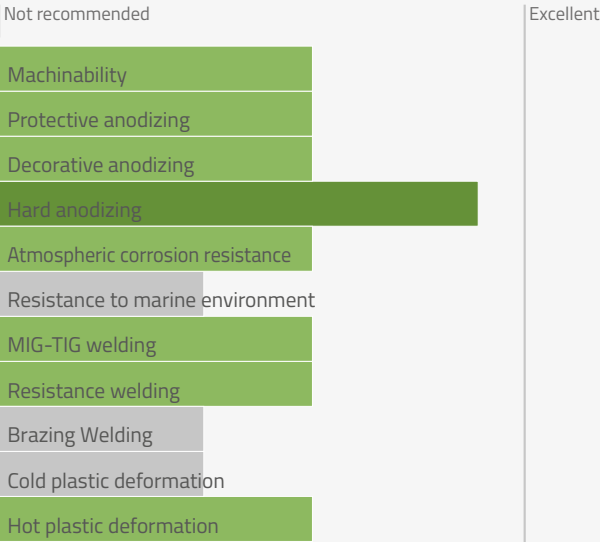 Not recommended
Excellent
Machinability
Protective anodizing
Decorative anodizing
Hard anodizing
Atmospheric corrosion resistance
Resistance to marine environment
MIG-TIG welding
Resistance welding
Brazing Welding
Cold plastic deformation
Hot plastic deformation